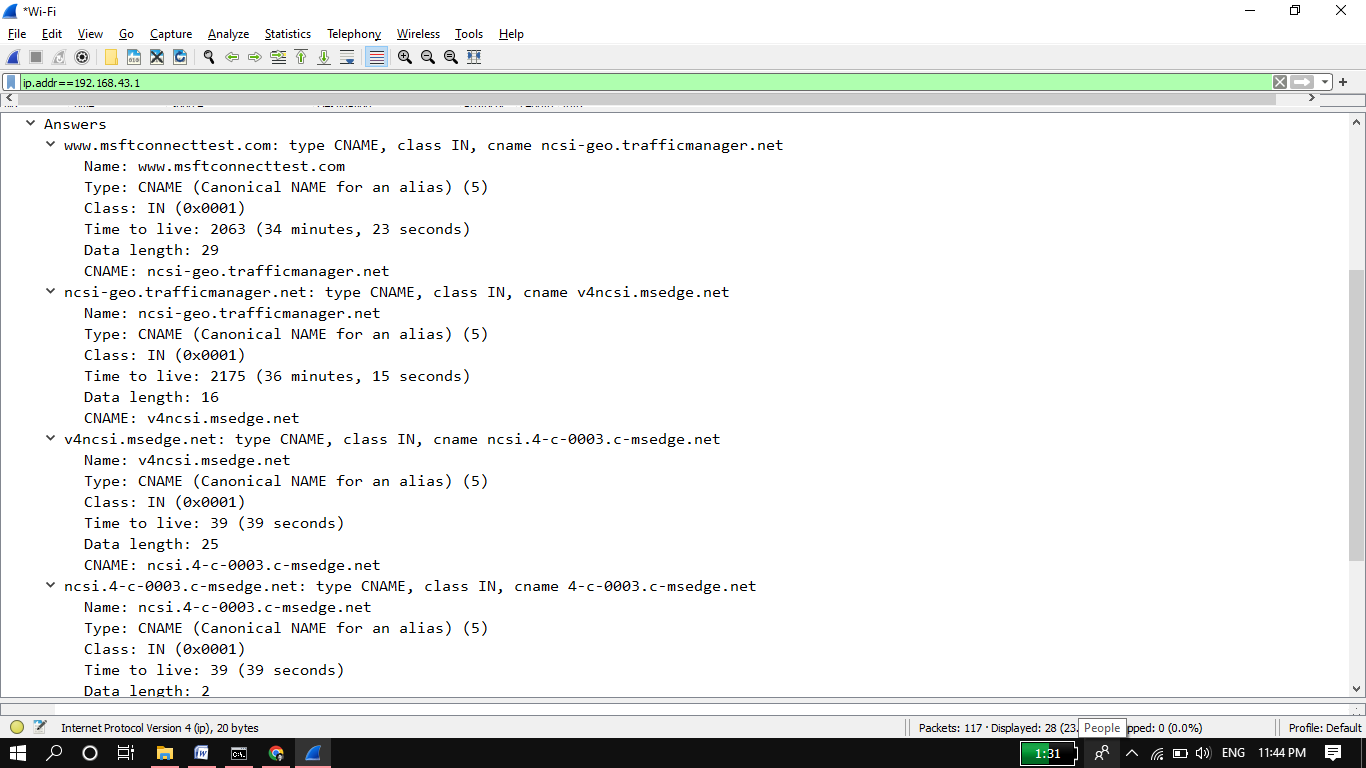 *Wi-Fi
File Edit View Go Capture Analyze Statistics Telephony Wireless Tools Help
ip.addr==192.168.43.1
Answers
www.msftconnecttest.com: type CNAME, class IN, cname ncsi-geo.trafficmanager.net
Name: www.msftconnecttest.com
Type: CNAME (Canonical NAME for an alias) (5)
Class: IN (0x0001)
Time to live: 2063 (34 minutes, 23 seconds)
Data length: 29
CNAME: ncsi-geo.trafficmanager.net
ncsi-geo.trafficmanager.net: type CNAME, class IN, cname v4ncsi.msedge.net
Name: ncsi-geo.trafficmanager.net
Type: CNAME (Canonical NAME for an alias) (5)
Class: IN (0x0001)
Time to live: 2175 (36 minutes, 15 seconds)
Data length: 16
CNAME: v4ncsi.msedge.net
v4ncsi.msedge.net: type CNAME, class IN, cname ncsi.4-c-0003.c-msedge.net
Name: v4ncsi.msedge.net
Type: CNAME (Canonical NAME for an alias) (5)
Class: IN (0x0001)
Time to live: 39 (39 seconds)
Data length: 25
CNAME: ncsi.4-c-0003.c-msedge.net
ncsi.4-c-0003.c-msedge.net: type CNAME, class IN, cname 4-c-0003.c-msedge.net
Name: ncsi.4-c-0003.c-msedge.net
Type: CNAME (Canonical NAME for an alias) (5)
Class: IN (0x0001)
Time to live: 39 (39 seconds)
Data length: 2
Internet Protocol Version 4 (ip), 20 bytes Packets: 117 · Displayed: 28 (23. People pped: 0 (0.0%) Profile: Default
1:31 ENG 11:44 PM